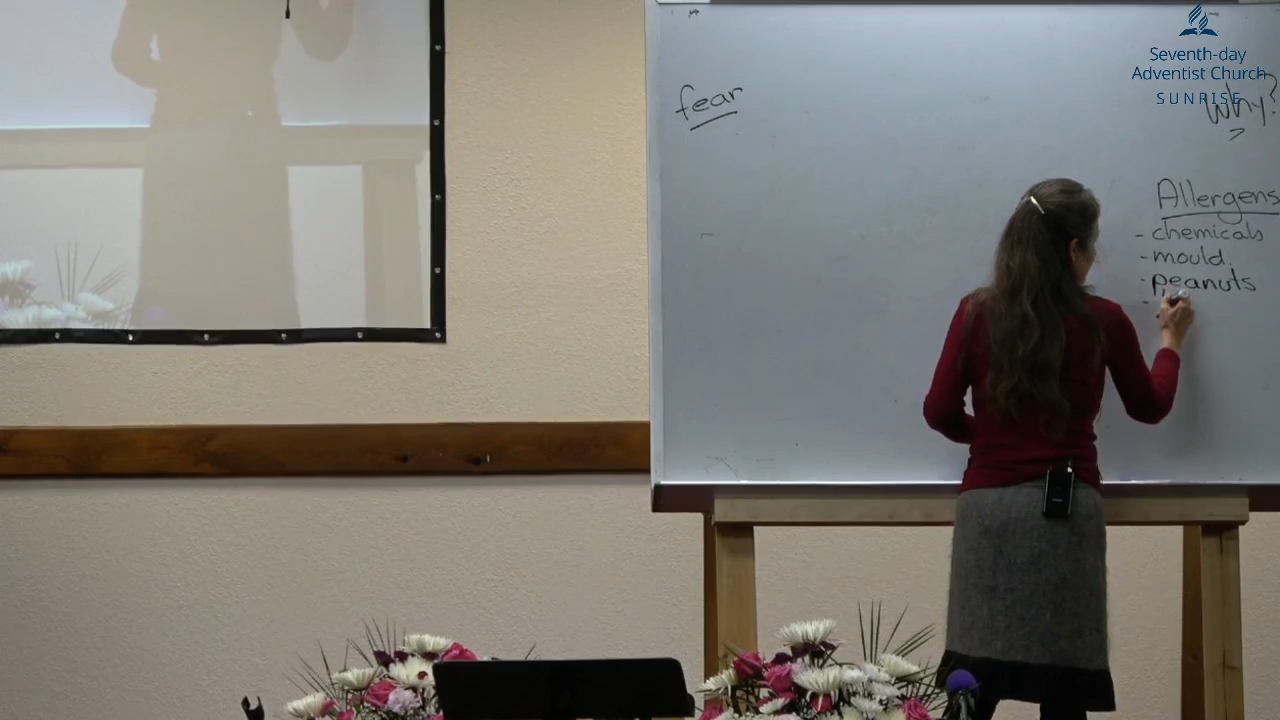 Seventh-day
Adventist Church
SUNRISE
fear
Why?
Allergens
- chemicals
- mould.
- peanuts
-